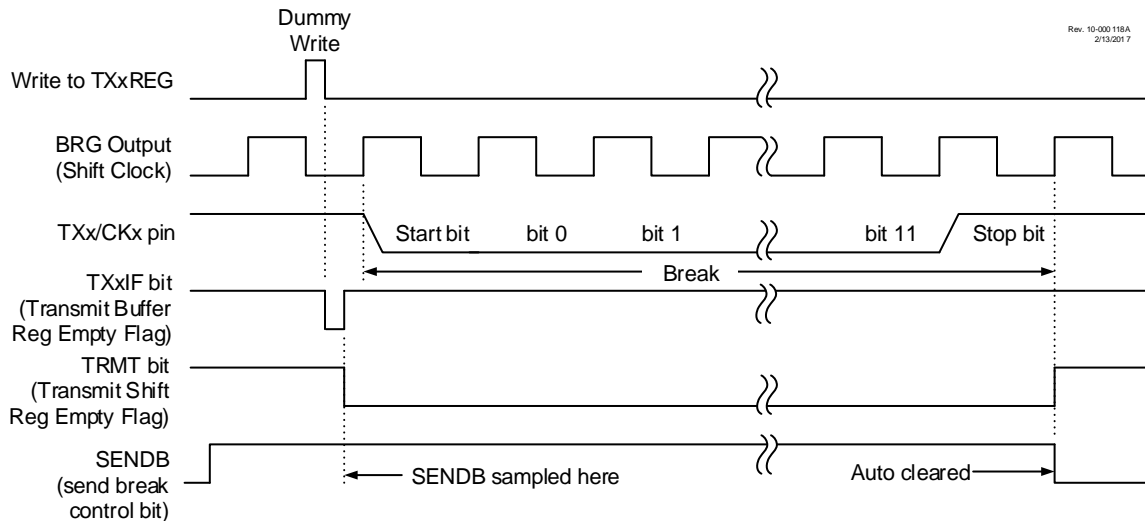 Dummy
Write
Rev. 10-000118A
2/13/2017
Write to TXxREG
BRG Output
(Shift Clock)
TXx/CKx pin
Start bit
bit 0
bit 1
bit 11
Stop bit
Break
TXxIF bit
(Transmit Buffer
Reg Empty Flag)
TRMT bit
(Transmit Shift
Reg Empty Flag)
SENDB
(send break
control bit)
SENDB sampled here
Auto cleared